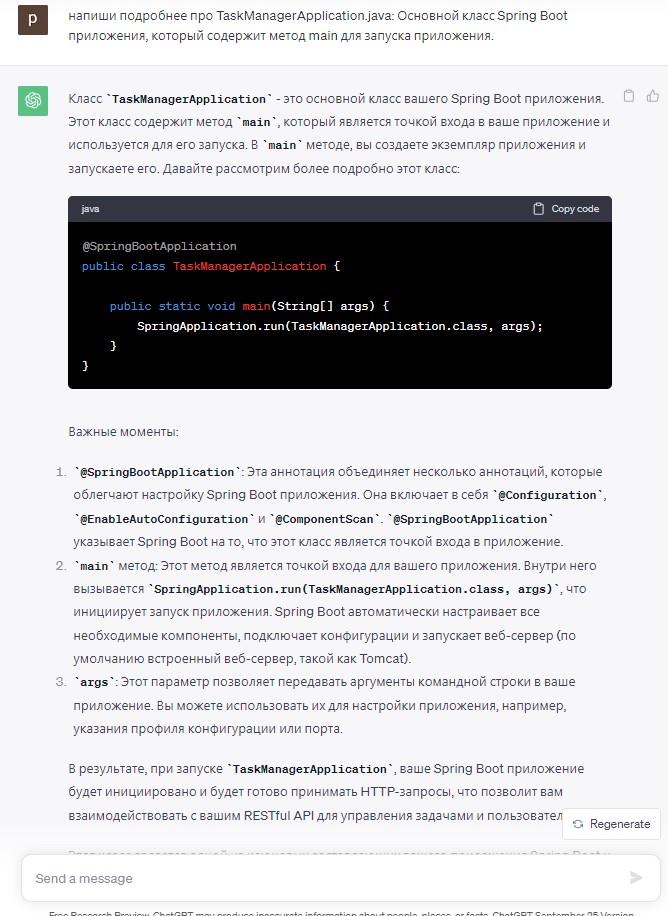 p
напиши подробнее про TaskManagerApplication.java: Основной класс Spring Boot
приложения, который содержит метод main для запуска приложения.
Класс `TaskManagerApplication` - это основной класс вашего Spring Boot приложения.
Этот класс содержит метод `main`, который является точкой входа в ваше приложение и
используется для его запуска. В `main` методе, вы создаете экземпляр приложения и
запускаете его. Давайте рассмотрим более подробно этот класс:
java
Copy code
@SpringBootApplication
public class TaskManagerApplication {
public static void main(String[] args) {
SpringApplication.run(TaskManagerApplication.class, args);
}
}
Важные моменты:
1. `@SpringBootApplication`: Эта аннотация объединяет несколько аннотаций, которые
облегчают настройку Spring Boot приложения. Она включает в себя `@Configuration`,
`@EnableAutoConfiguration` и `@ComponentScan`. `@SpringBootApplication`
указывает Spring Boot на то, что этот класс является точкой входа в приложение.
2. `main` метод: Этот метод является точкой входа для вашего приложения. Внутри него
вызывается `SpringApplication.run(TaskManagerApplication.class, args)`, что
инициирует запуск приложения. Spring Boot автоматически настраивает все
необходимые компоненты, подключает конфигурации и запускает веб-сервер (по
умолчанию встроенный веб-сервер, такой как Tomcat).
3. `args`: Этот параметр позволяет передавать аргументы командной строки в ваше
приложение. Вы можете использовать их для настройки приложения, например,
указания профиля конфигурации или порта.
В результате, при запуске `TaskManagerApplication`, ваше Spring Boot приложение
будет инициировано и будет готово принимать HTTP-запросы, что позволит вам
взаимодействовать с вашим RESTful API для управления задачами и пользовател
Regenerate
Send a message
Free Research Preview. ChatGPT may produce inaccurate information about people, places, or facts. ChatGPT September 25 Version